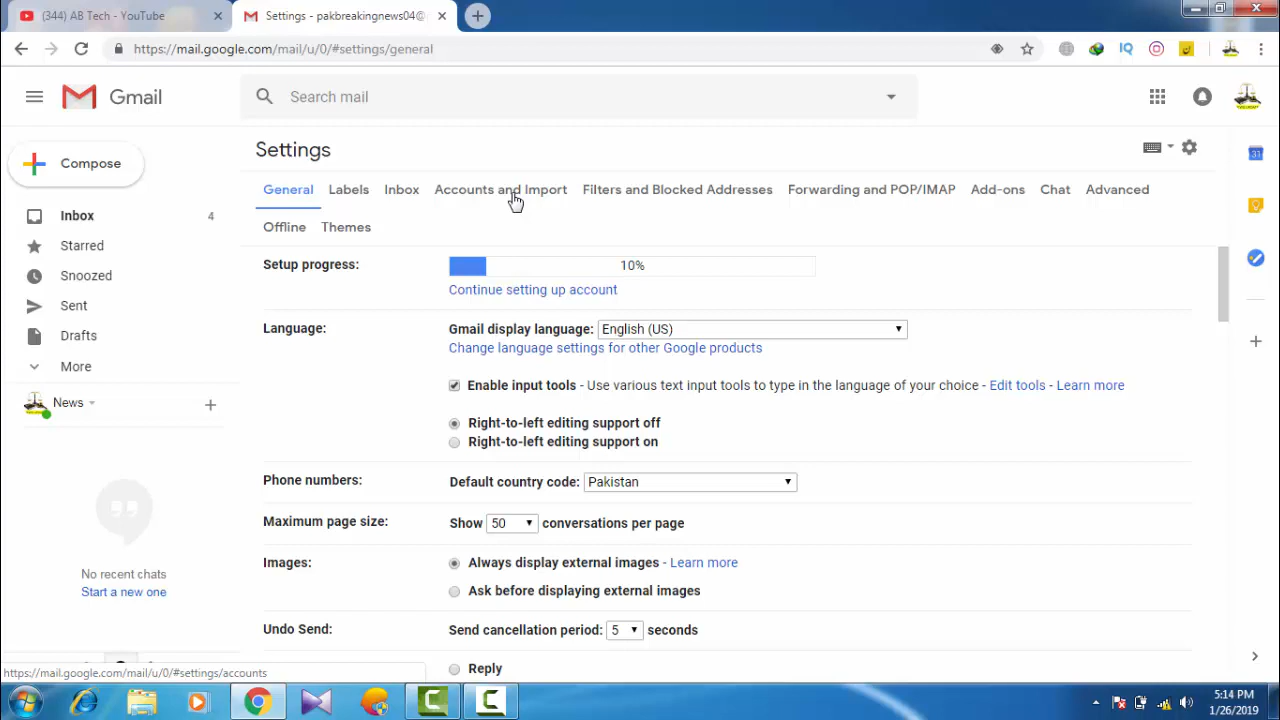 (344) AB Tech - YouTube
Settings - pakbreakingnews04@
https://mail.google.com/mail/u/0/#settings/general
Gmail
Search mail
Compose
Inbox 4
Starred
Snoozed
Sent
Drafts
More
News
No recent chats
Start a new one
Settings
General Labels Inbox Accounts and Import Filters and Blocked Addresses Forwarding and POP/IMAP Add-ons Chat Advanced
Offline Themes
Setup progress: 10%
Continue setting up account
Language: Gmail display language: English (US)
Change language settings for other Google products
Enable input tools - Use various text input tools to type in the language of your choice - Edit tools - Learn more
Right-to-left editing support off
Right-to-left editing support on
Phone numbers: Default country code: Pakistan
Maximum page size: Show 50 conversations per page
Images: Always display external images - Learn more
Ask before displaying external images
Undo Send: Send cancellation period: 5 seconds
Reply
31
IQ
https://mail.google.com/mail/u/0/#settings/accounts
5:14 PM
1/26/2019